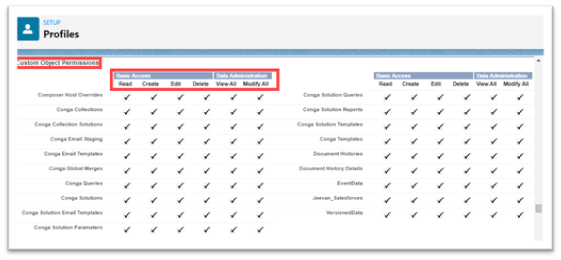 SETUP
Profiles
Custom Object Permissions
Basic Access Data Administration Basic Access Data Administration
Read Create Edit Delete View All Modify All Read Create Edit Delete View All Modify All
Composer Host Overrides Conga Solution Queries
Conga Collections Conga Solution Reports
Conga Collection Solutions Conga Solution Templates
Conga Email Staging Conga Templates
Conga Email Templates Document Histories
Conga Global Merges Document History Details
Conga Queries EventData
Conga Solutions Jeevan_Salesforces
Conga Solution Email Templates VersionedData
Conga Solution Parameters